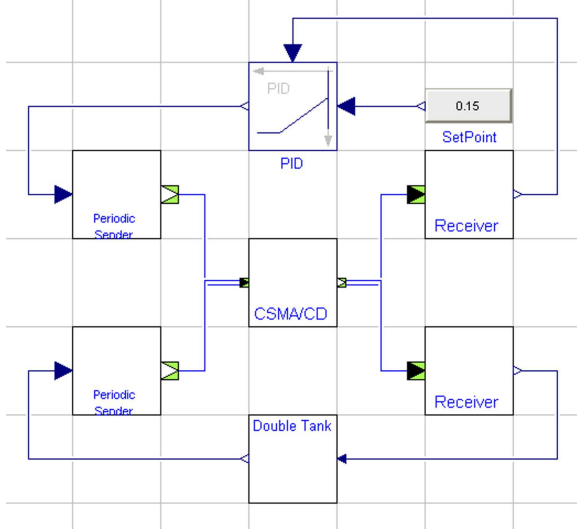 PID
0.15
SetPoint
PID
Periodic
Sender
Receiver
CSMA/CD
Periodic
Sender
Receiver
Double Tank